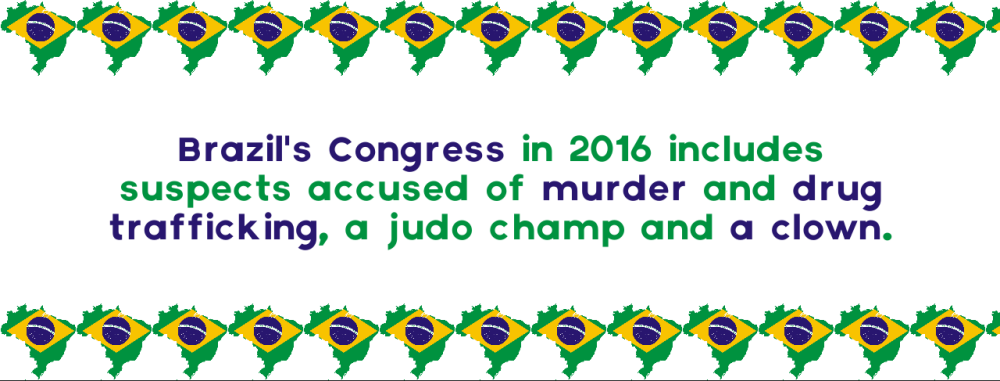 Brazil's Congress in 2016 includes
suspects accused of murder and drug
trafficking, a judo champ and a clown.